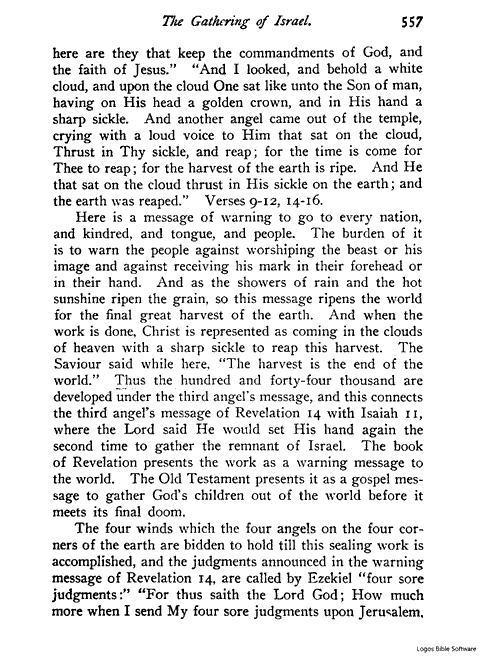 The Gathering of Israel. 557
here are they that keep the commandments of God, and
the faith of Jesus." "And I looked, and behold a white
cloud, and upon the cloud One sat like unto the Son of man,
having on His head a golden crown, and in His hand a
sharp sickle. And another angel came out of the temple,
crying with a loud voice to Him that sat on the cloud,
Thrust in Thy sickle, and reap; for the time is come for
Thee to reap; for the harvest of the earth is ripe. And He
that sat on the cloud thrust in His sickle on the earth; and
the earth was reaped." Verses 9-12, 14-16.
Here is a message of warning to go to every nation,
and kindred, and tongue, and people. The burden of it
is to warn the people against worshiping the beast or his
image and against receiving his mark in their forehead or
in their hand. And as the showers of rain and the hot
sunshine ripen the grain, so this message ripens the world
for the final great harvest of the earth. And when the
work is done, Christ is represented as coming in the clouds
of heaven with a sharp sickle to reap this harvest. The
Saviour said while here, "The harvest is the end of the
world." Thus the hundred and forty-four thousand are
developed under the third angel's message, and this connects
the third angel's message of Revelation 14 with Isaiah 11,
where the Lord said He would set His hand again the
second time to gather the remnant of Israel. The book
of Revelation presents the work as a warning message to
the world. The Old Testament presents it as a gospel mes-
sage to gather God's children out of the world before it
meets its final doom.
The four winds which the four angels on the four cor-
ners of the earth are bidden to hold till this sealing work is
accomplished, and the judgments announced in the warning
message of Revelation 14, are called by Ezekiel "four sore
judgments:" "For thus saith the Lord God; How much
more when I send My four sore judgments upon Jerusalem,
Logos Bible Software